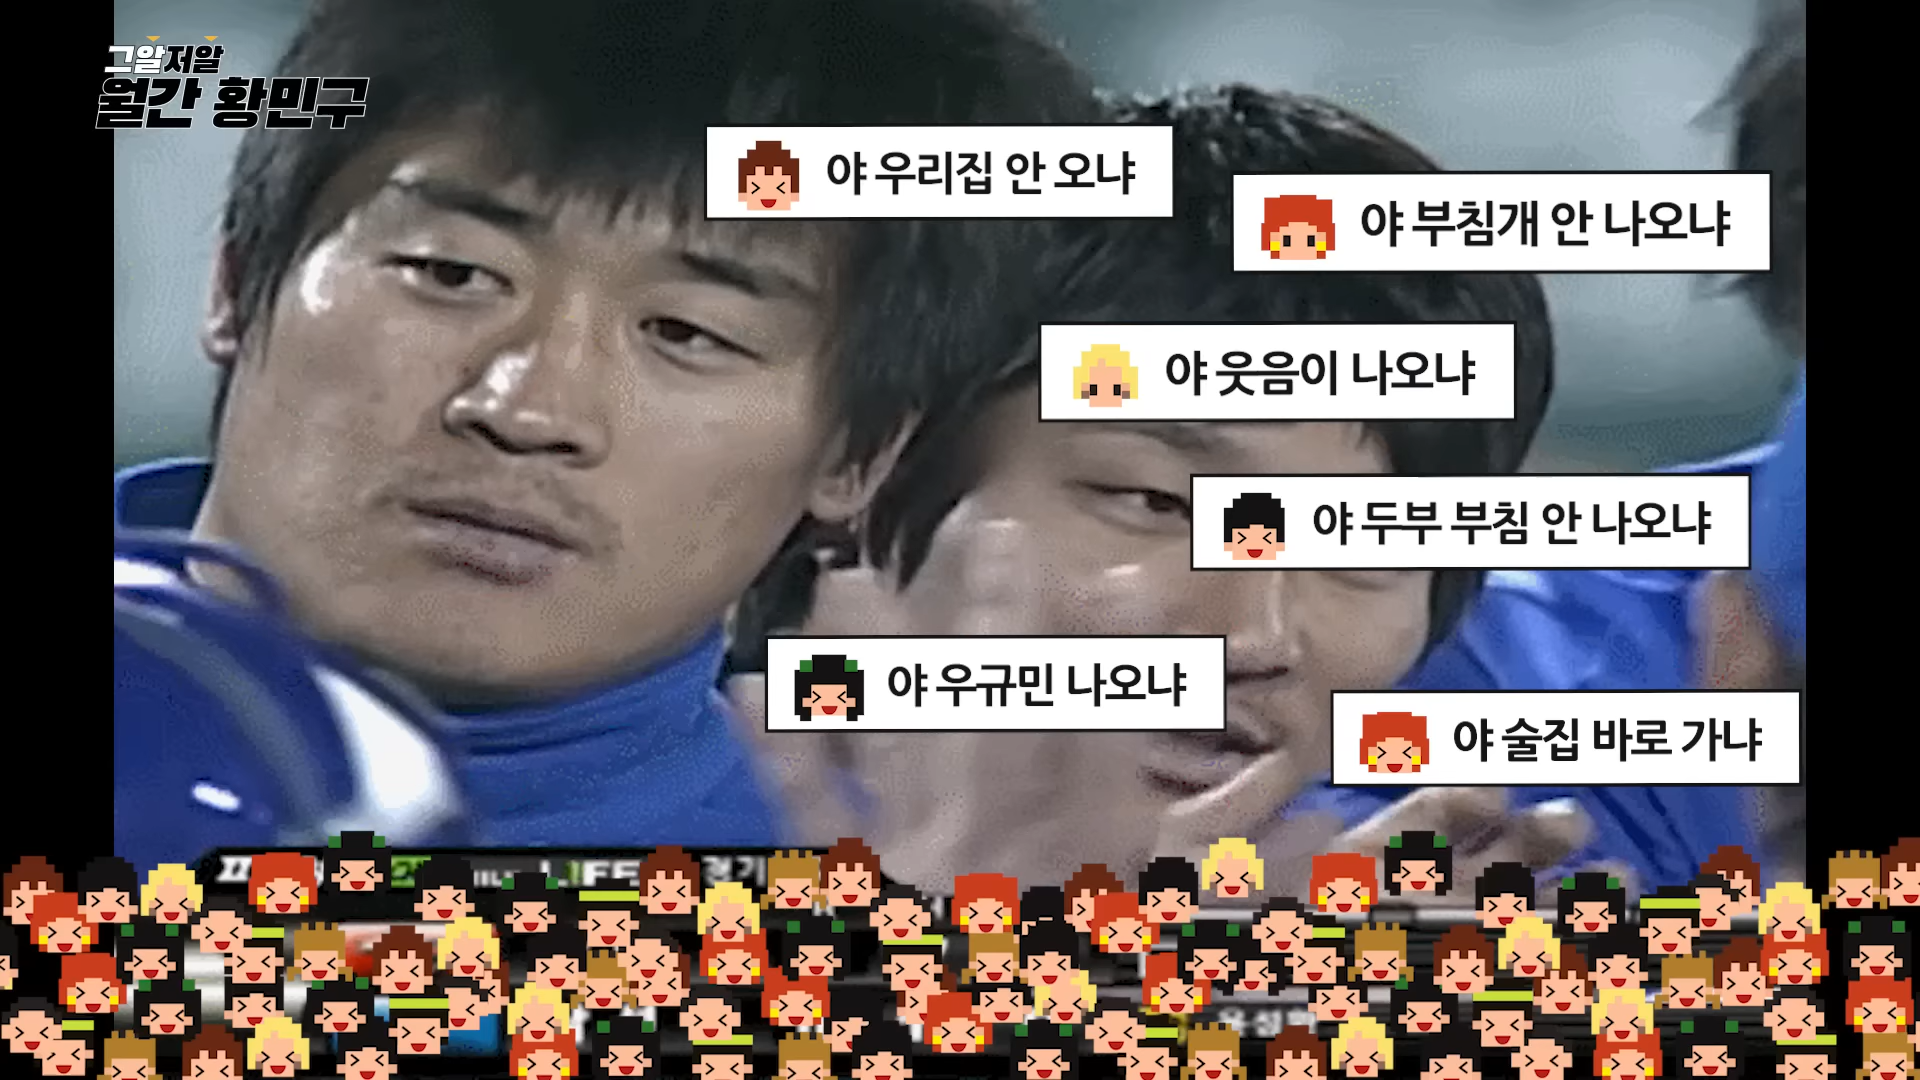 그알저알
월간 황민구
야 우리집 안 오냐
야 부침개 안 나오냐
야 웃음이 나오냐
야 두부 부침 안 나오냐
야 우규민 나오냐
야 술집 바로 가냐